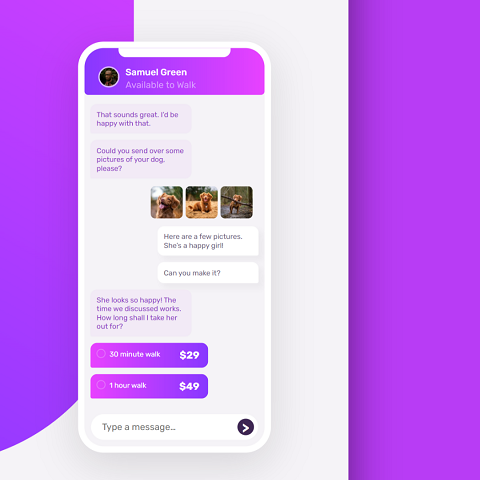 Samuel Green
Available to Walk
That sounds great. I'd be
happy with that.
Could you send over some
pictures of your dog,
please?
Here are a few pictures.
She's a happy girl!
Can you make it?
She looks so happy! The
time we discussed works.
How long shall I take her
out for?
30 minute walk $29
1 hour walk $49
Type a message…